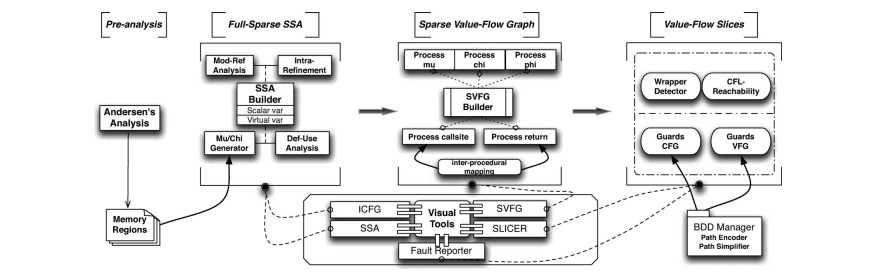 Pre-analysis
Full-Sparse SSA
Sparse Value-Flow Graph
Value-Flow Slices
Andersen's
Analysis
Memory
Regions
Mod-Ref
Analysis
Intra-
Refinement
SSA
Builder
Scalar var
Virtual var
Mu/Chi
Generator
Def-Use
Analysis
Process
mu
Process
chi
Process
phi
SVFG
Builder
Process callsite
Process return
inter-procedural
mapping
Wrapper
Detector
CFL-
Reachability
Guards
CFG
Guards
VFG
BDD Manager
Path Encoder
Path Simplifier
ICFG
SSA
Visual
Tools
SVFG
SLICER
Fault Reporter